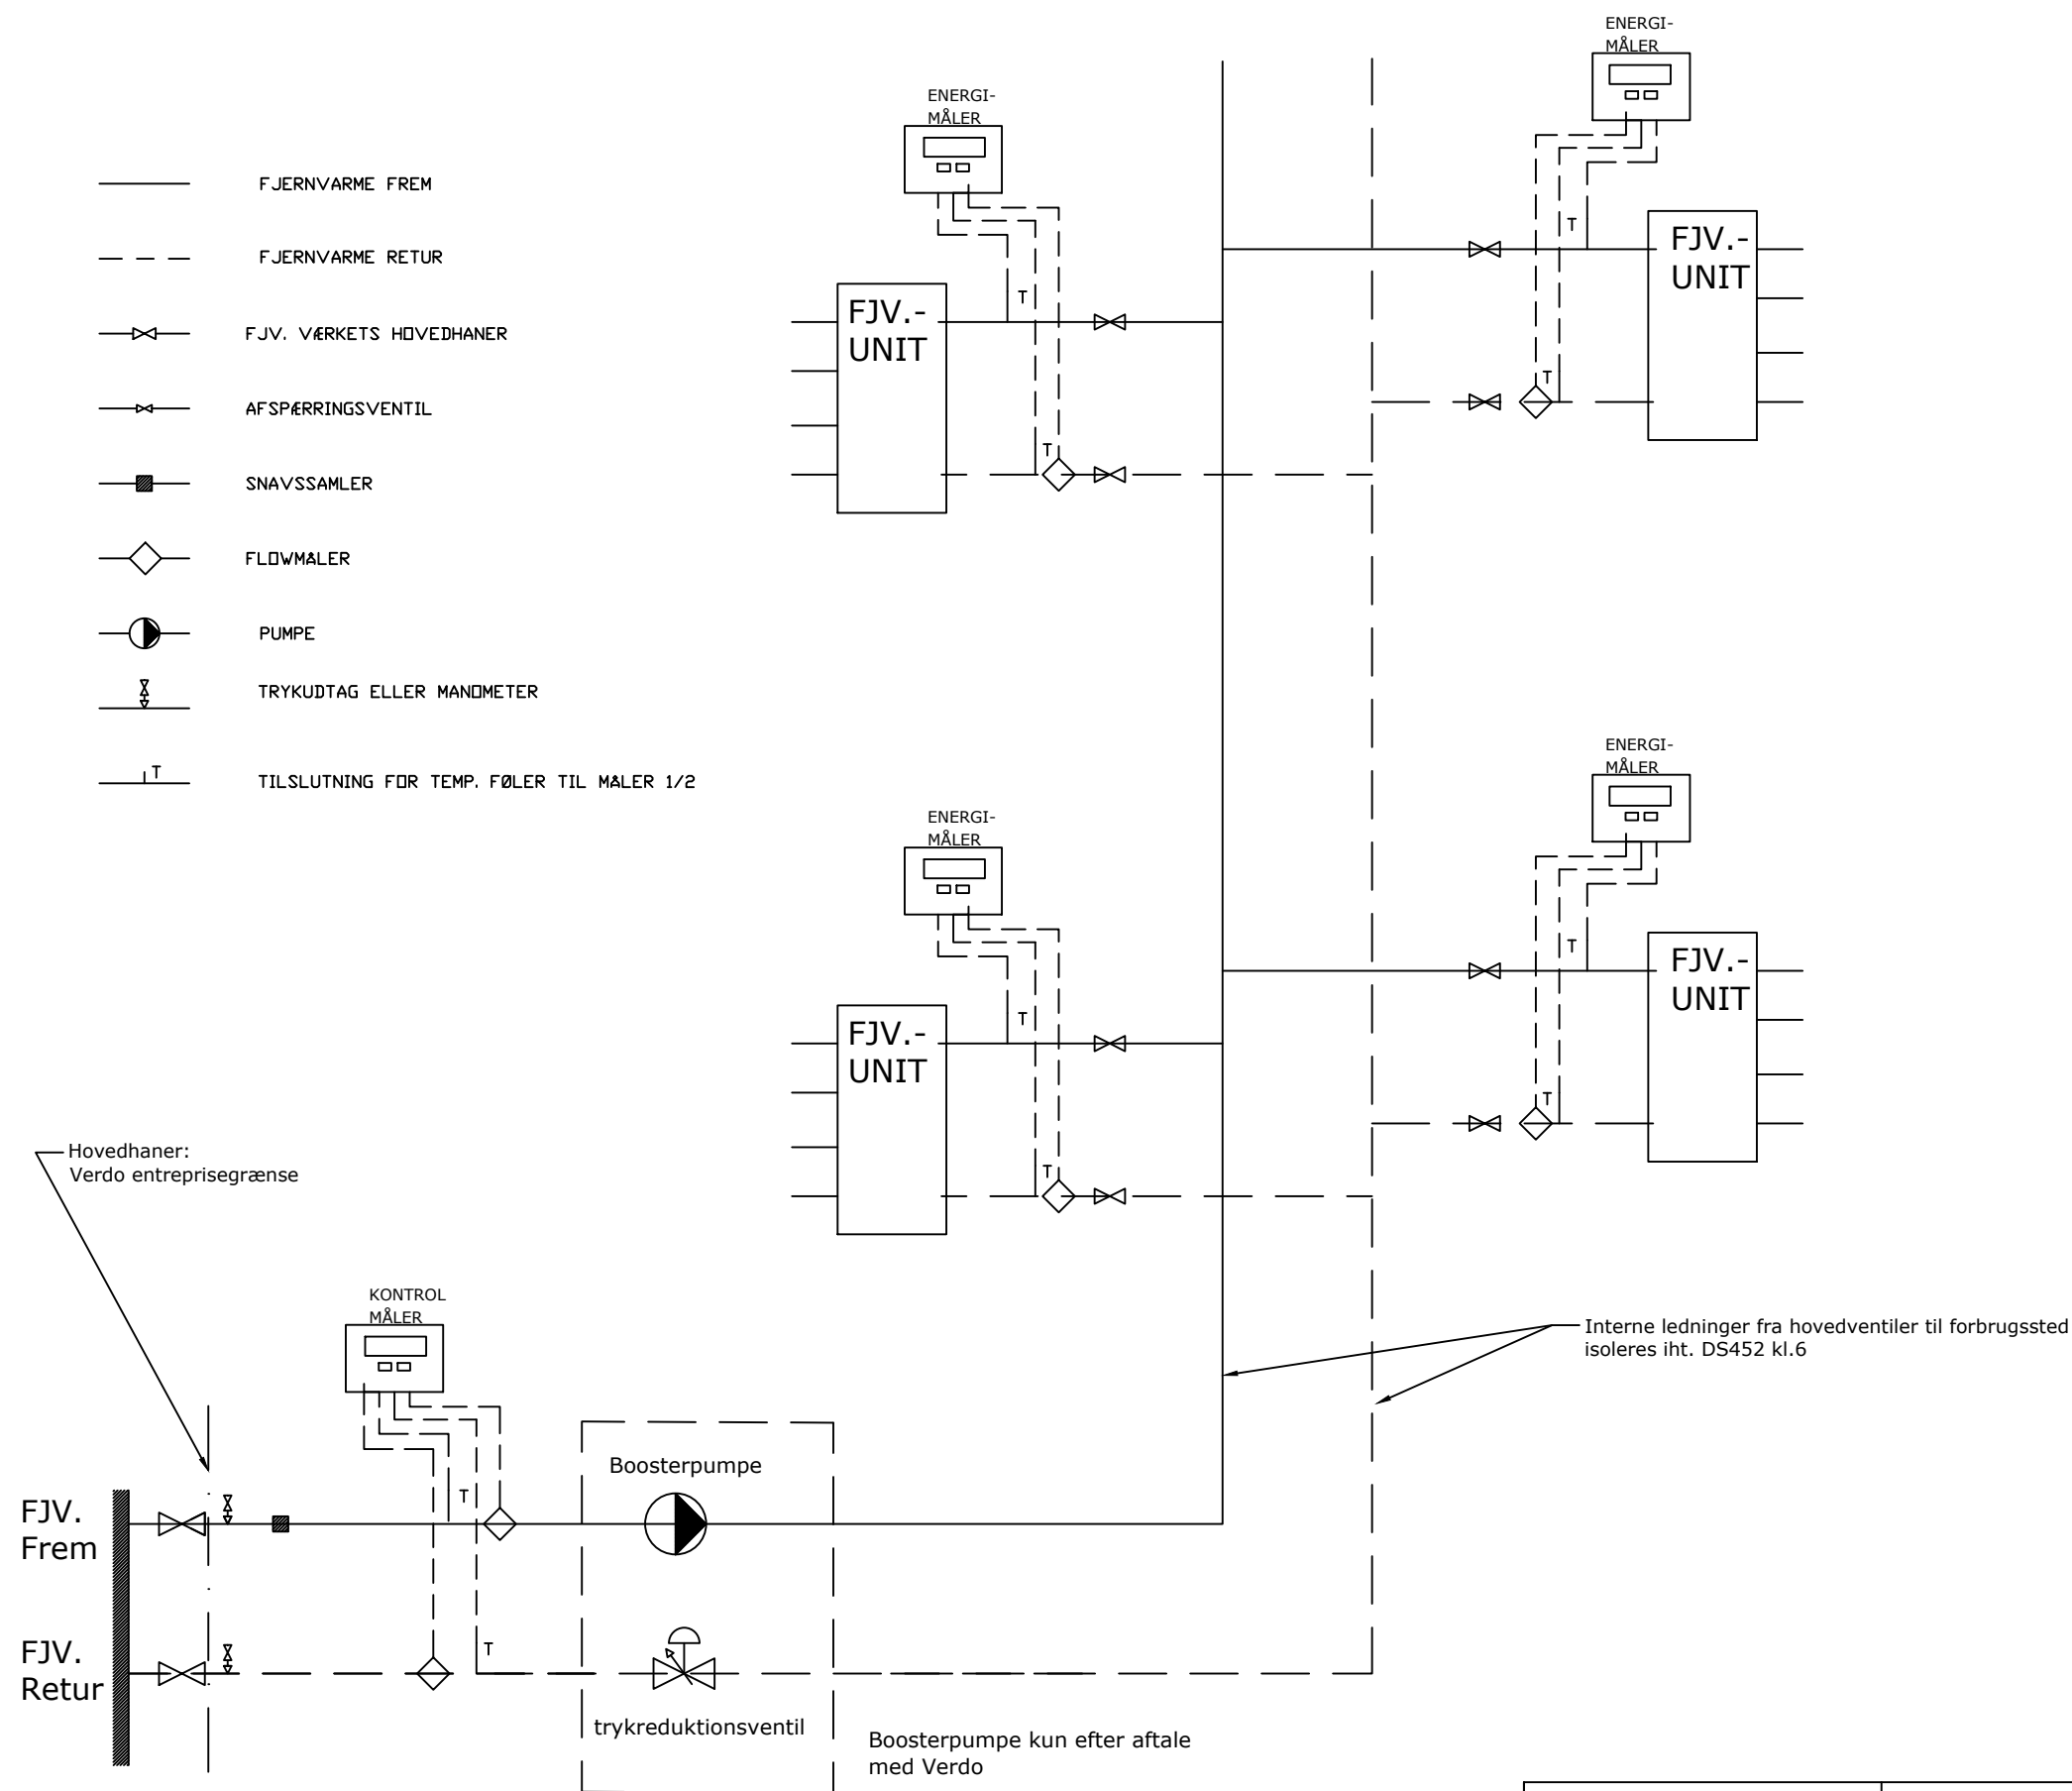 ENERGI-
MÅLER
ENERGI-
MÅLER
FJERNVARME FREM
FJERNVARME RETUR
FJV. VÆRKETS HOVEDHANER
AFSPÆRRINGSVENTIL
SNAVSSAMLER
FLOWMÅLER
PUMPE
TRYKUDTAG ELLER MANOMETER
T
TILSLUTNING FOR TEMP. FØLER TIL MÅLER 1/2
T
FJV.-
UNIT
T
T
FJV.-
UNIT
T
ENERGI-
MÅLER
ENERGI-
MÅLER
T
FJV.-
UNIT
T
T
FJV.-
UNIT
T
Hovedhaner:
Verdo entreprisegrænse
KONTROL
MÅLER
Interne ledninger fra hovedventiler til forbrugssted
isoleres iht. DS452 kl.6
Boosterpumpe
T
FJV.
Frem
T
FJV.
Retur
trykreduktionsventil
Boosterpumpe kun efter aftale
med Verdo